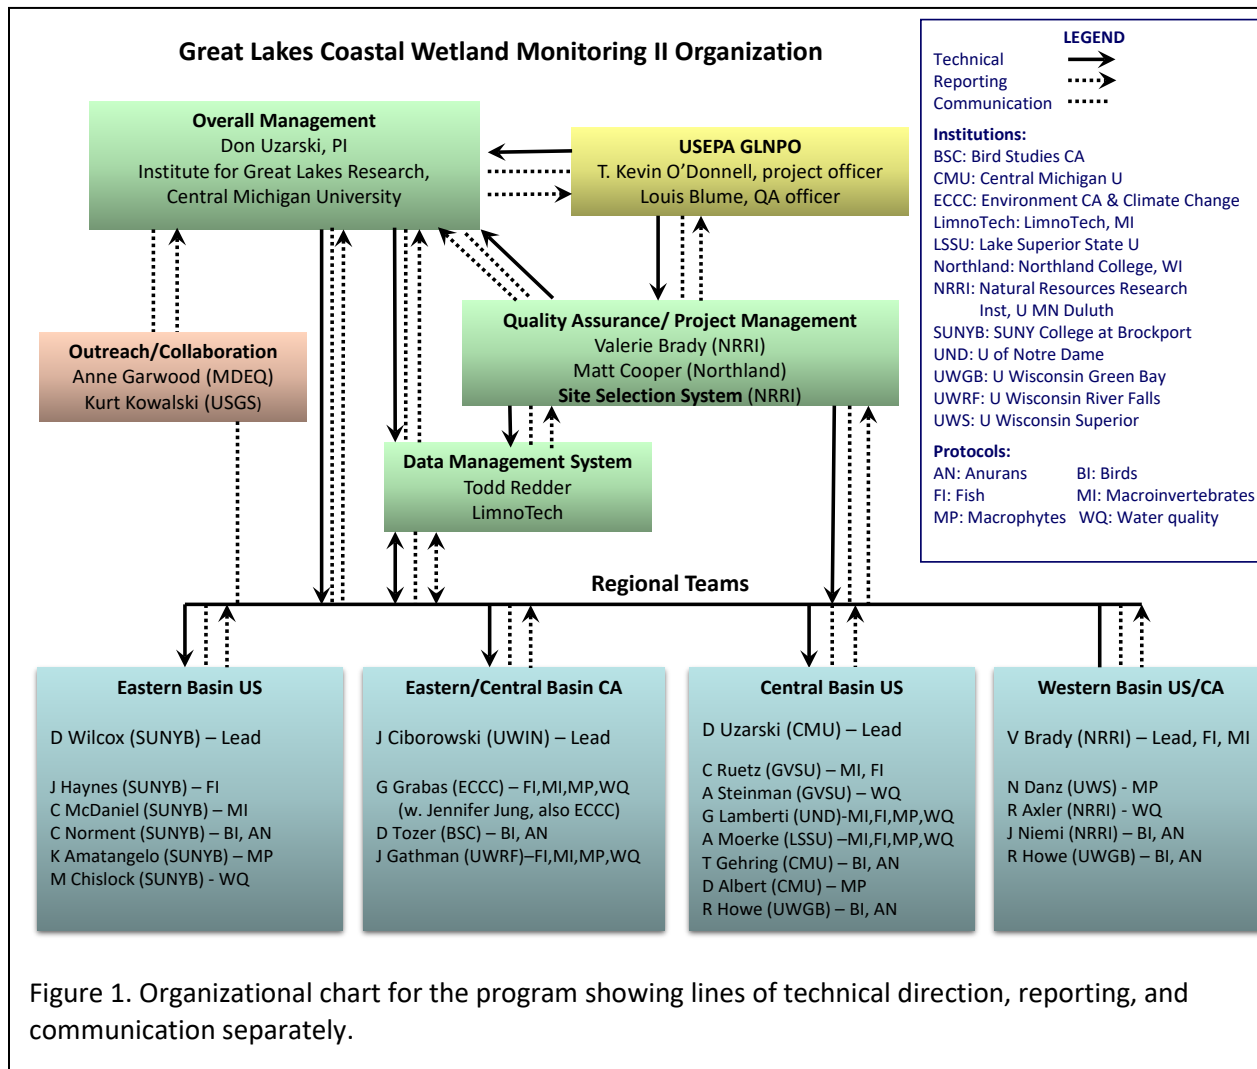 Great Lakes Coastal Wetland Monitoring II Organization
Overall Management
Don Uzarski, PI
Institute for Great Lakes Research,
Central Michigan University
USEPA GLNPO
T. Kevin O’Donnell, project officer
Louis Blume, QA officer
LEGEND
Technical
Reporting
Communication
Institutions:
BSC: Bird Studies CA
CMU: Central Michigan U
ECCC: Environment CA & Climate Change
LimnoTech: LimnoTech, MI
LSSU: Lake Superior State U
Northland: Northland College, WI
NRRI: Natural Resources Research
Inst, U MN Duluth
SUNYB: SUNY College at Brockport
UND: U of Notre Dame
UWGB: U Wisconsin Green Bay
UWRF: U Wisconsin River Falls
UWS: U Wisconsin Superior
Protocols:
AN: Anurans BI: Birds
FI: Fish MI: Macroinvertebrates
MP: Macrophytes WQ: Water quality
Outreach/Collaboration
Anne Garwood (MDEQ)
Kurt Kowalski (USGS)
Quality Assurance/ Project Management
Valerie Brady (NRRI)
Matt Cooper (Northland)
Site Selection System (NRRI)
Data Management System
Todd Redder
LimnoTech
Regional Teams
Eastern Basin US
D Wilcox (SUNYB) – Lead
J Haynes (SUNYB) – FI
C McDaniel (SUNYB) – MI
C Norment (SUNYB) – BI, AN
K Amatangelo (SUNYB) – MP
M Chislock (SUNYB) - WQ
Eastern/Central Basin CA
J Ciborowski (UWIN) – Lead
G Grabas (ECCC) – FI,MI,MP,WQ
(w. Jennifer Jung, also ECCC)
D Tozer (BSC) – BI, AN
J Gathman (UWRF)–FI,MI,MP,WQ
Central Basin US
D Uzarski (CMU) – Lead
C Ruetz (GVSU) – MI, FI
A Steinman (GVSU) – WQ
G Lamberti (UND)-MI,FI,MP,WQ
A Moerke (LSSU) –MI,FI,MP,WQ
T Gehring (CMU) – BI, AN
D Albert (CMU) – MP
R Howe (UWGB) – BI, AN
Western Basin US/CA
V Brady (NRRI) – Lead, FI, MI
N Danz (UWS) - MP
R Axler (NRRI) - WQ
J Niemi (NRRI) – BI, AN
R Howe (UWGB) – BI, AN
Figure 1. Organizational chart for the program showing lines of technical direction, reporting, and
communication separately.